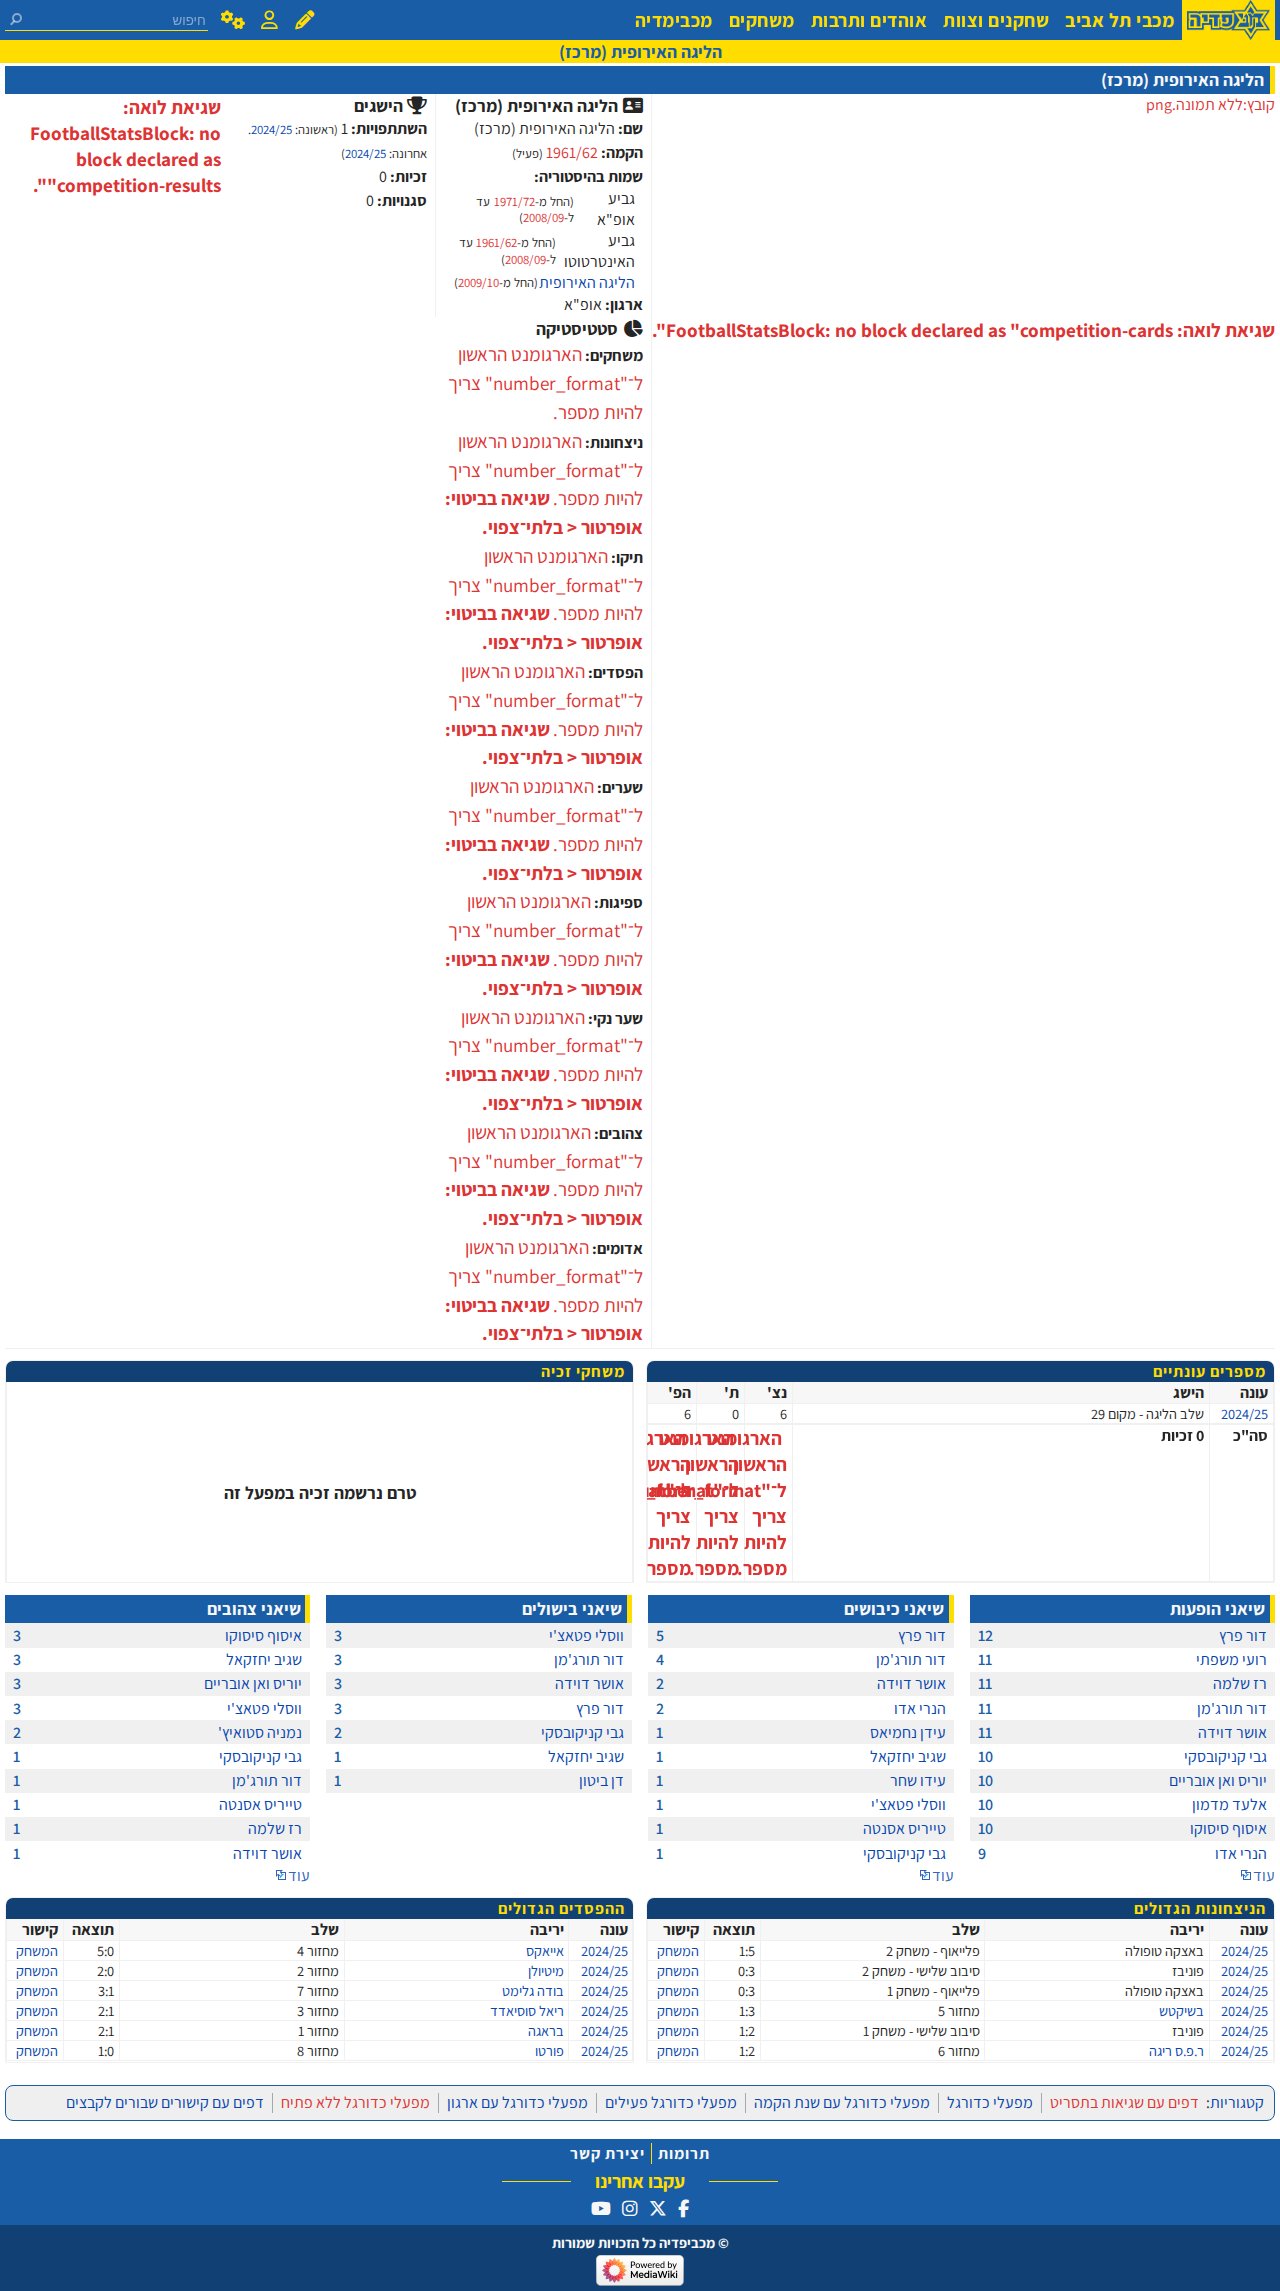 מכביפדיה
מכבי תל אביב שחקנים וצוות אוהדים ותרבות משחקים מכבימדיה
חיפוש
הליגה האירופית (מרכז)
הליגה האירופית (מרכז)
קובץ:ללא תמונה.png
הליגה האירופית (מרכז)
שם: הליגה האירופית (מרכז)
הקמה: 1961/62 (פעיל)
שמות בהיסטוריה:
גביע אופ"א (החל מ-1971/72 עד ל-2008/09)
גביע האינטרטוטו (החל מ-1961/62 עד ל-2008/09)
הליגה האירופית (החל מ-2009/10)
ארגון: אופ"א
הישגים
השתתפויות: 1 (ראשונה: 2024/25.
אחרונה: 2024/25)
זכיות: 0
סגנויות: 0
שגיאת לואה:
FootballStatsBlock: no
block declared as
"competition-results".
שגיאת לואה: FootballStatsBlock: no block declared as "competition-cards".
סטטיסטיקה
משחקים: הארגומנט הראשון
ל־"number_format" צריך
להיות מספר.
ניצחונות: הארגומנט הראשון
ל־"number_format" צריך
להיות מספר. שגיאה בביטוי:
אופרטור < בלתי־צפוי.
תיקו: הארגומנט הראשון
ל־"number_format" צריך
להיות מספר. שגיאה בביטוי:
אופרטור < בלתי־צפוי.
הפסדים: הארגומנט הראשון
ל־"number_format" צריך
להיות מספר. שגיאה בביטוי:
אופרטור < בלתי־צפוי.
שערים: הארגומנט הראשון
ל־"number_format" צריך
להיות מספר. שגיאה בביטוי:
אופרטור < בלתי־צפוי.
ספיגות: הארגומנט הראשון
ל־"number_format" צריך
להיות מספר. שגיאה בביטוי:
אופרטור < בלתי־צפוי.
שער נקי: הארגומנט הראשון
ל־"number_format" צריך
להיות מספר. שגיאה בביטוי:
אופרטור < בלתי־צפוי.
צהובים: הארגומנט הראשון
ל־"number_format" צריך
להיות מספר. שגיאה בביטוי:
אופרטור < בלתי־צפוי.
אדומים: הארגומנט הראשון
ל־"number_format" צריך
להיות מספר. שגיאה בביטוי:
אופרטור < בלתי־צפוי.
מספרים עונתיים
עונה הישג נצ' ת' הפ'
2024/25 שלב הליגה - מקום 29 6 0 6
סה"כ 0 זכיות
הראשון
צריך צריך צריך
להיות להיות להיות
מספר. מספר. מספר
משחקי זכיה
טרם נרשמה זכיה במפעל זה
שיאני הופעות
דור פרץ 12
רועי משפתי 11
רז שלמה 11
דור תורג'מן 11
אושר דוידה 11
גבי קניקובסקי 10
יוריס ואן אובריים 10
אלעד מדמון 10
איסוף סיסוקו 10
הנרי אדו 9
עוד
שיאני כיבושים
דור פרץ 5
דור תורג'מן 4
אושר דוידה 2
הנרי אדו 2
עידן נחמיאס 1
שגיב יחזקאל 1
עידו שחר 1
ווסלי פטאצ'י 1
טייריס אסנטה 1
גבי קניקובסקי 1
עוד
שיאני בישולים
ווסלי פטאצ'י 3
דור תורג'מן 3
אושר דוידה 3
דור פרץ 3
גבי קניקובסקי 2
שגיב יחזקאל 1
דן ביטון 1
שיאני צהובים
איסוף סיסוקו 3
שגיב יחזקאל 3
יוריס ואן אובריים 3
ווסלי פטאצ'י 3
נמניה סטואיץ' 2
גבי קניקובסקי 1
דור תורג'מן 1
טייריס אסנטה 1
רז שלמה 1
אושר דוידה 1
עוד
הניצחונות הגדולים
עונה יריבה שלב תוצאה קישור
2024/25 באצקה טופולה פלייאוף - משחק 2 1:5 המשחק
2024/25 פוניבז סיבוב שלישי - משחק 2 0:3 המשחק
2024/25 באצקה טופולה פלייאוף - משחק 1 0:3 המשחק
2024/25 בשיקטש מחזור 5 1:3 המשחק
2024/25 פוניבז סיבוב שלישי - משחק 1 1:2 המשחק
2024/25 ר.פ.ס ריגה מחזור 6 1:2 המשחק
ההפסדים הגדולים
עונה יריבה שלב תוצאה קישור
2024/25 אייאקס מחזור 4 5:0 המשחק
2024/25 מיטיולן מחזור 2 2:0 המשחק
2024/25 בודה גלימט מחזור 7 3:1 המשחק
2024/25 ריאל סוסיאדד מחזור 3 2:1 המשחק
2024/25 בראגה מחזור 1 2:1 המשחק
2024/25 פורטו מחזור 8 1:0 המשחק
קטגוריות: דפים עם שגיאות בתסריט | מפעלי כדורגל | מפעלי כדורגל עם שנת הקמה | מפעלי כדורגל פעילים | מפעלי כדורגל עם ארגון | מפעלי כדורגל ללא פתיח | דפים עם קישורים שבורים לקבצים
תרומות | יצירת קשר
עקבו אחרינו
© מכביפדיה כל הזכויות שמורות
Powered by
MediaWiki